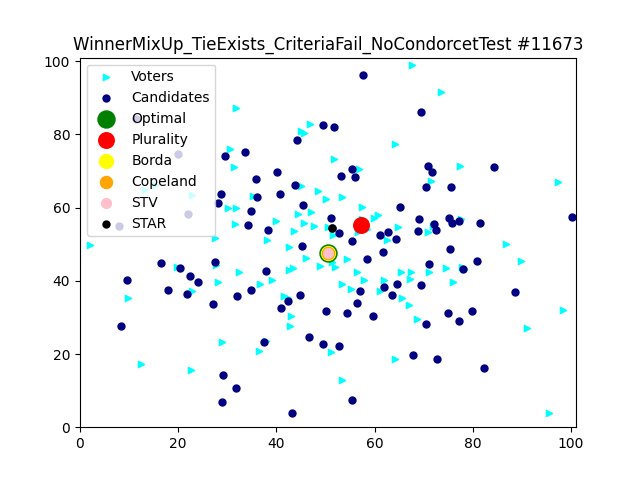 WinnerMixUp_TieExists_CriteriaFail_NoCondorcetTest #11673
100
80
60
40
20
0
Voters
Candidates
Optimal
Plurality
Borda
Copeland
STV
STAR
0 20 40 60 80 100